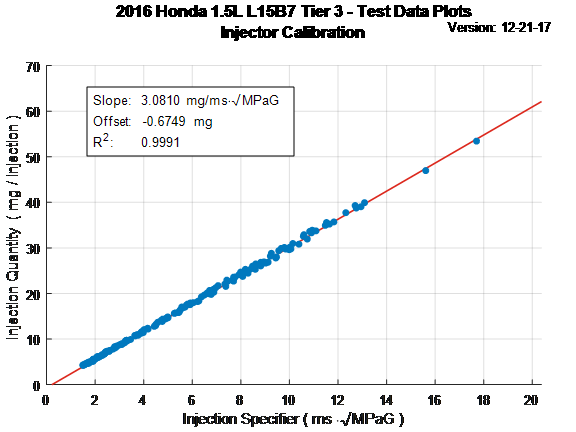 2016 Honda 1.5L L15B7 Tier 3 - Test Data Plots
Injector Calibration
Version: 12-21-17
Slope: 3.0810 mg/ms·√MPaG
Offset: -0.6749 mg
R²: 0.9991
Injection Quantity ( mg / Injection )
70
60
50
40
30
20
10
0
0 2 4 6 8 10 12 14 16 18 20
Injection Specifier ( ms ·√MPaG )